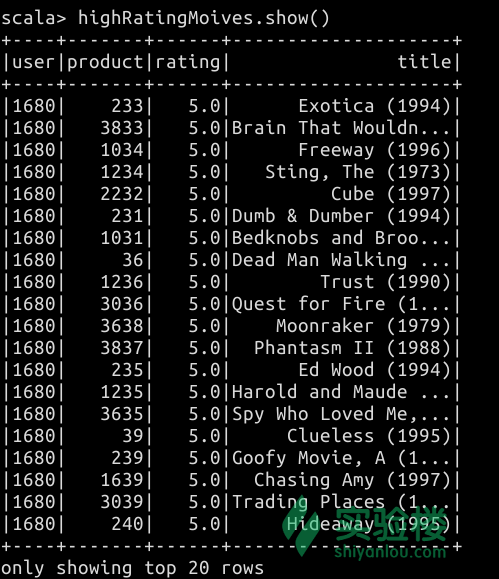 scala> highRatingMoives.show()
+----+-------+------+--------------------+
|user|product|rating|               title|
+----+-------+------+--------------------+
|1680|    233|   5.0|      Exotica (1994)|
|1680|   3833|   5.0|Brain That Wouldn...|
|1680|   1034|   5.0|      Freeway (1996)|
|1680|   1234|   5.0|   Sting, The (1973)|
|1680|   2232|   5.0|         Cube (1997)|
|1680|    231|   5.0|Dumb & Dumber (1994)|
|1680|   1031|   5.0|Bedknobs and Broo...|
|1680|     36|   5.0|Dead Man Walking ...|
|1680|   1236|   5.0|        Trust (1990)|
|1680|   3036|   5.0|Quest for Fire (1...|
|1680|   3638|   5.0|    Moonraker (1979)|
|1680|   3837|   5.0|  Phantasm II (1988)|
|1680|    235|   5.0|      Ed Wood (1994)|
|1680|   1235|   5.0|Harold and Maude ...|
|1680|   3635|   5.0|Spy Who Loved Me,...|
|1680|     39|   5.0|     Clueless (1995)|
|1680|    239|   5.0|Goofy Movie, A (1...|
|1680|   1639|   5.0|  Chasing Amy (1997)|
|1680|   3039|   5.0|Trading Places (1...|
|1680|    240|   5.0|     Hideaway (1995)|
+----+-------+------+--------------------+
only showing top 20 rows
实验楼
shiyanlou.com